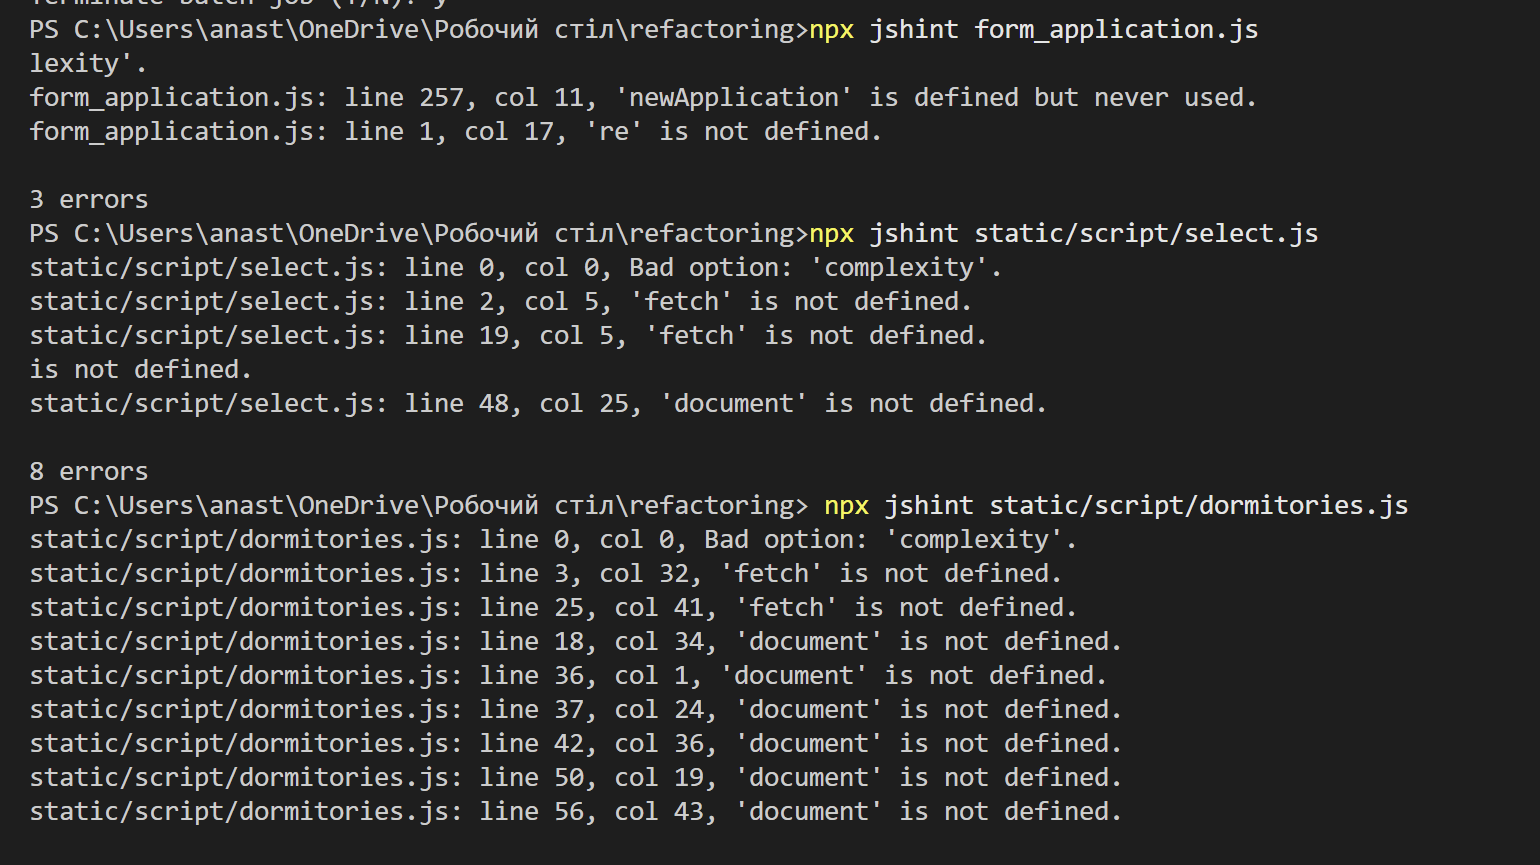 Terminate batch job (Y/N): y
PS C:\Users\anast\OneDrive\Робочий стіл\refactoring>npx jshint form_application.js
lexity'.
form_application.js: line 257, col 11, 'newApplication' is defined but never used.
form_application.js: line 1, col 17, 're' is not defined.
3 errors
PS C:\Users\anast\OneDrive\Робочий стіл\refactoring>npx jshint static/script/select.js
static/script/select.js: line 0, col 0, Bad option: 'complexity'.
static/script/select.js: line 2, col 5, 'fetch' is not defined.
static/script/select.js: line 19, col 5, 'fetch' is not defined.
is not defined.
static/script/select.js: line 48, col 25, 'document' is not defined.
8 errors
PS C:\Users\anast\OneDrive\Робочий стіл\refactoring> npx jshint static/script/dormitories.js
static/script/dormitories.js: line 0, col 0, Bad option: 'complexity'.
static/script/dormitories.js: line 3, col 32, 'fetch' is not defined.
static/script/dormitories.js: line 25, col 41, 'fetch' is not defined.
static/script/dormitories.js: line 18, col 34, 'document' is not defined.
static/script/dormitories.js: line 36, col 1, 'document' is not defined.
static/script/dormitories.js: line 37, col 24, 'document' is not defined.
static/script/dormitories.js: line 42, col 36, 'document' is not defined.
static/script/dormitories.js: line 50, col 19, 'document' is not defined.
static/script/dormitories.js: line 56, col 43, 'document' is not defined.